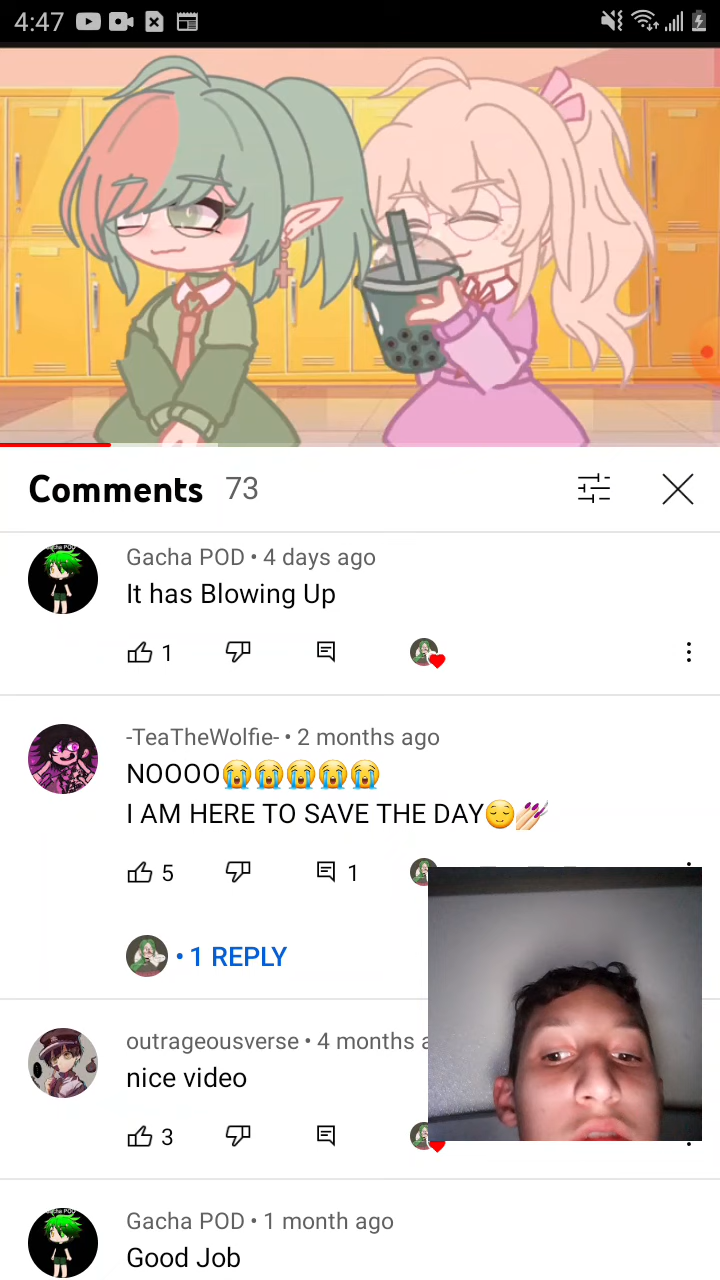 4:47
Comments 73
Gacha POD • 4 days ago
It has Blowing Up
1
-TeaTheWolfie- • 2 months ago
NOOOO😭😭😭😭😭
I AM HERE TO SAVE THE DAY😌💅🏻
5 1
• 1 REPLY
outrageousverse • 4 months
nice video
3
Gacha POD • 1 month ago
Good Job